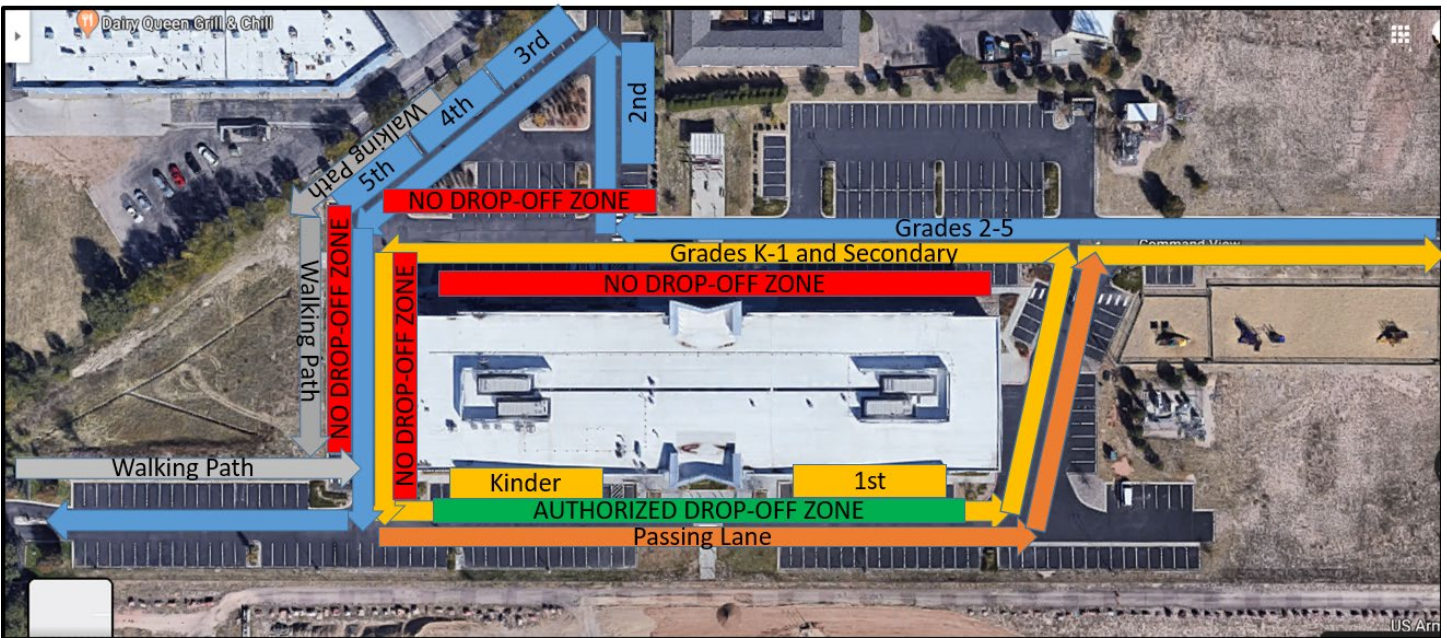 Dairy Queen Grill & Chill
3rd
4th
5th
2nd
Walking Path
NO DROP-OFF ZONE
Grades 2-5
Command View
Grades K-1 and Secondary
NO DROP-OFF ZONE
NO DROP-OFF ZONE
NO DROP-OFF ZONE
Walking Path
Walking Path
Kinder
1st
AUTHORIZED DROP-OFF ZONE
Passing Lane
US Arm